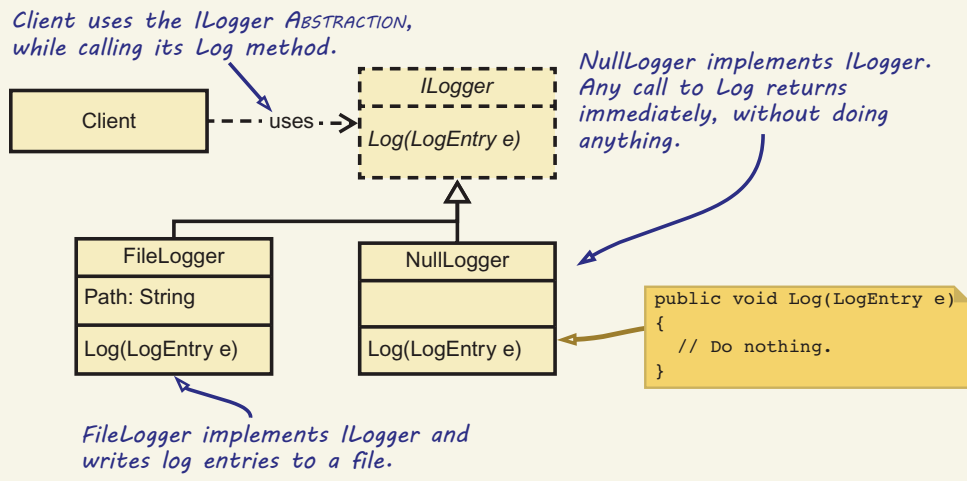 Client uses the ILogger ABSTRACTION,
while calling its Log method.
NullLogger implements ILogger.
Any call to Log returns
immediately, without doing
anything.
Client
uses
ILogger
Log(LogEntry e)
FileLogger
Path: String
Log(LogEntry e)
NullLogger
Log(LogEntry e)
public void Log(LogEntry e)
{
// Do nothing.
}
FileLogger implements ILogger and
writes log entries to a file.